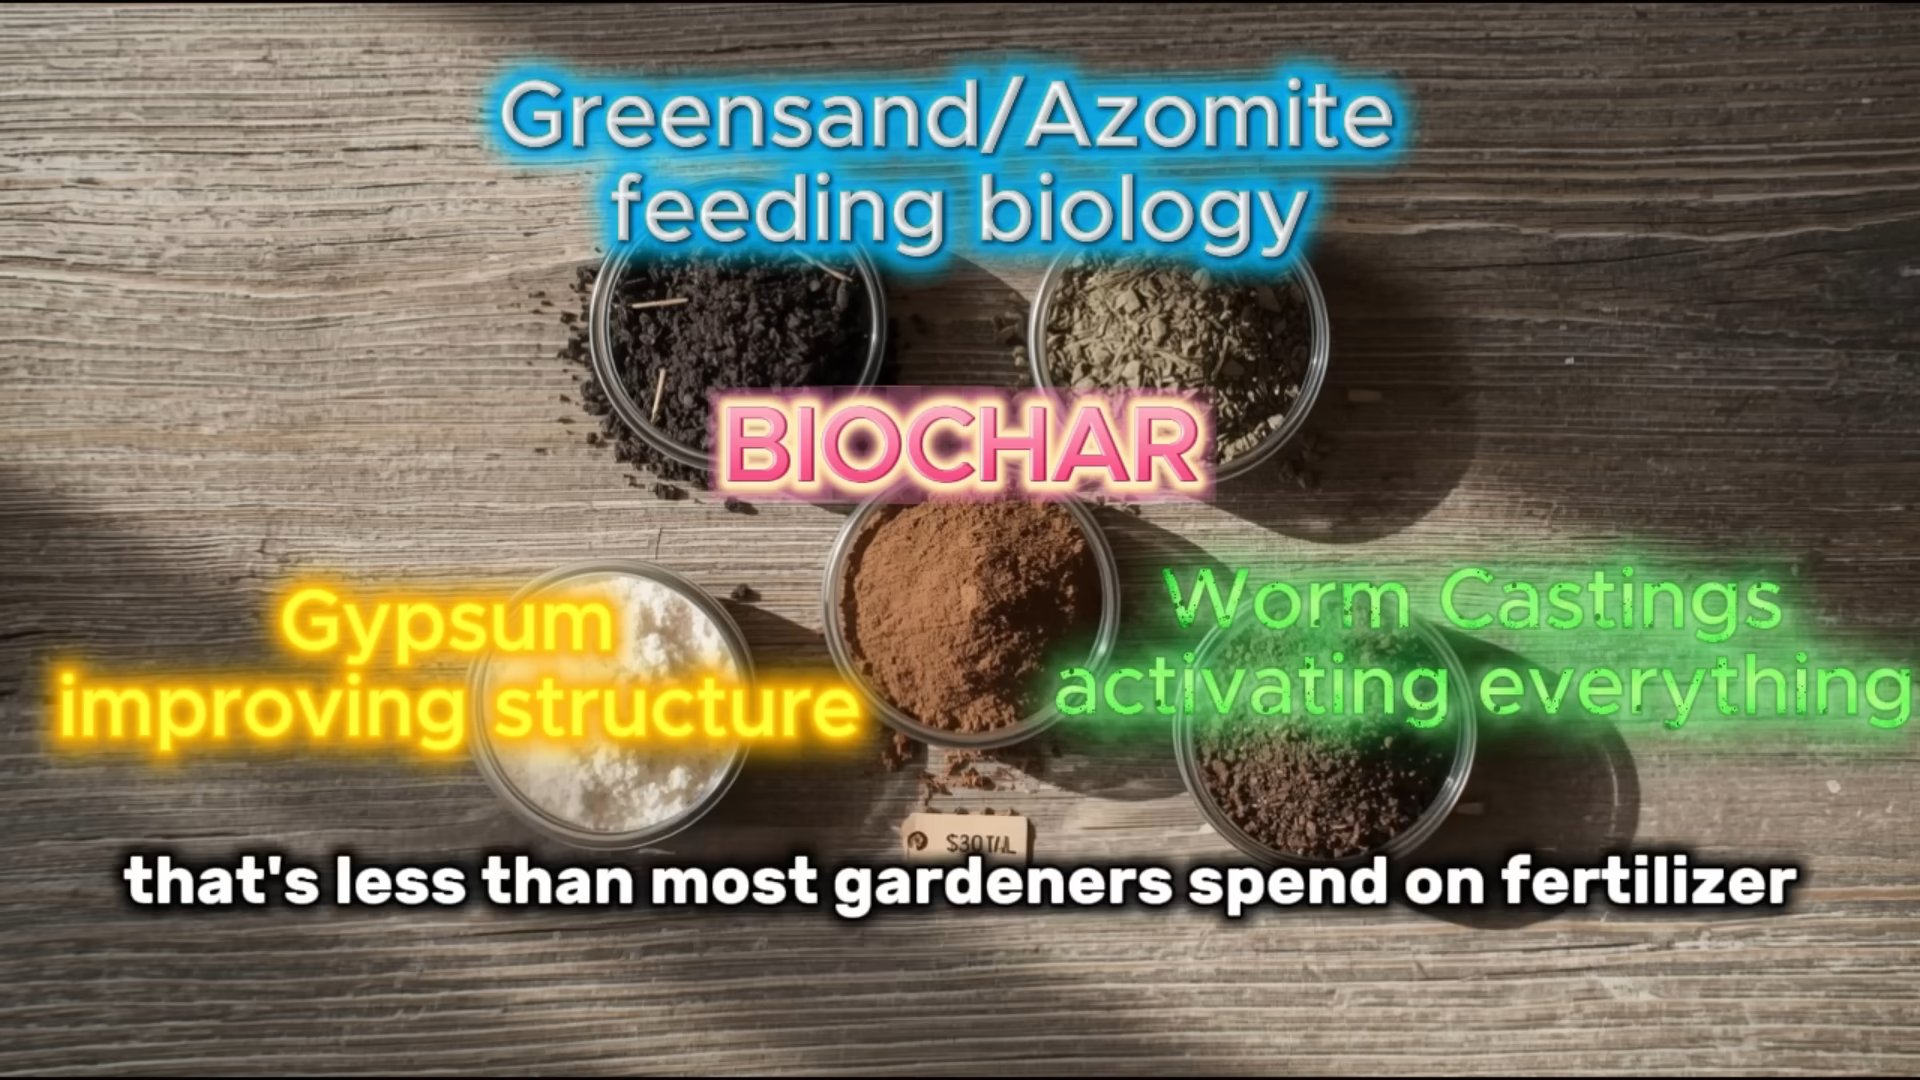 Greensand/Azomite
feeding biology
BIOCHAR
Gypsum
improving structure
Worm Castings
activating everything
that's less than most gardeners spend on fertilizer